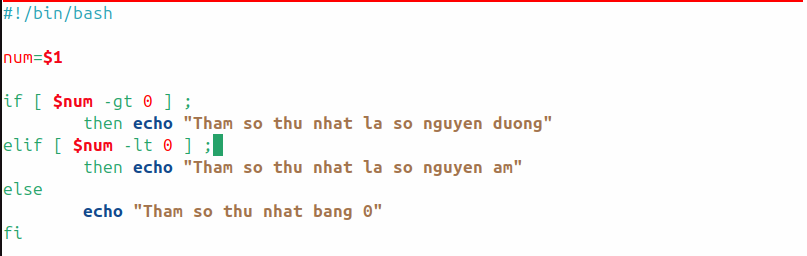 #!/bin/bash
num=$1
if [ $num -gt 0 ] ;
then echo "Tham so thu nhat la so nguyen duong"
elif [ $num -lt 0 ] ;
then echo "Tham so thu nhat la so nguyen am"
else
echo "Tham so thu nhat bang 0"
fi